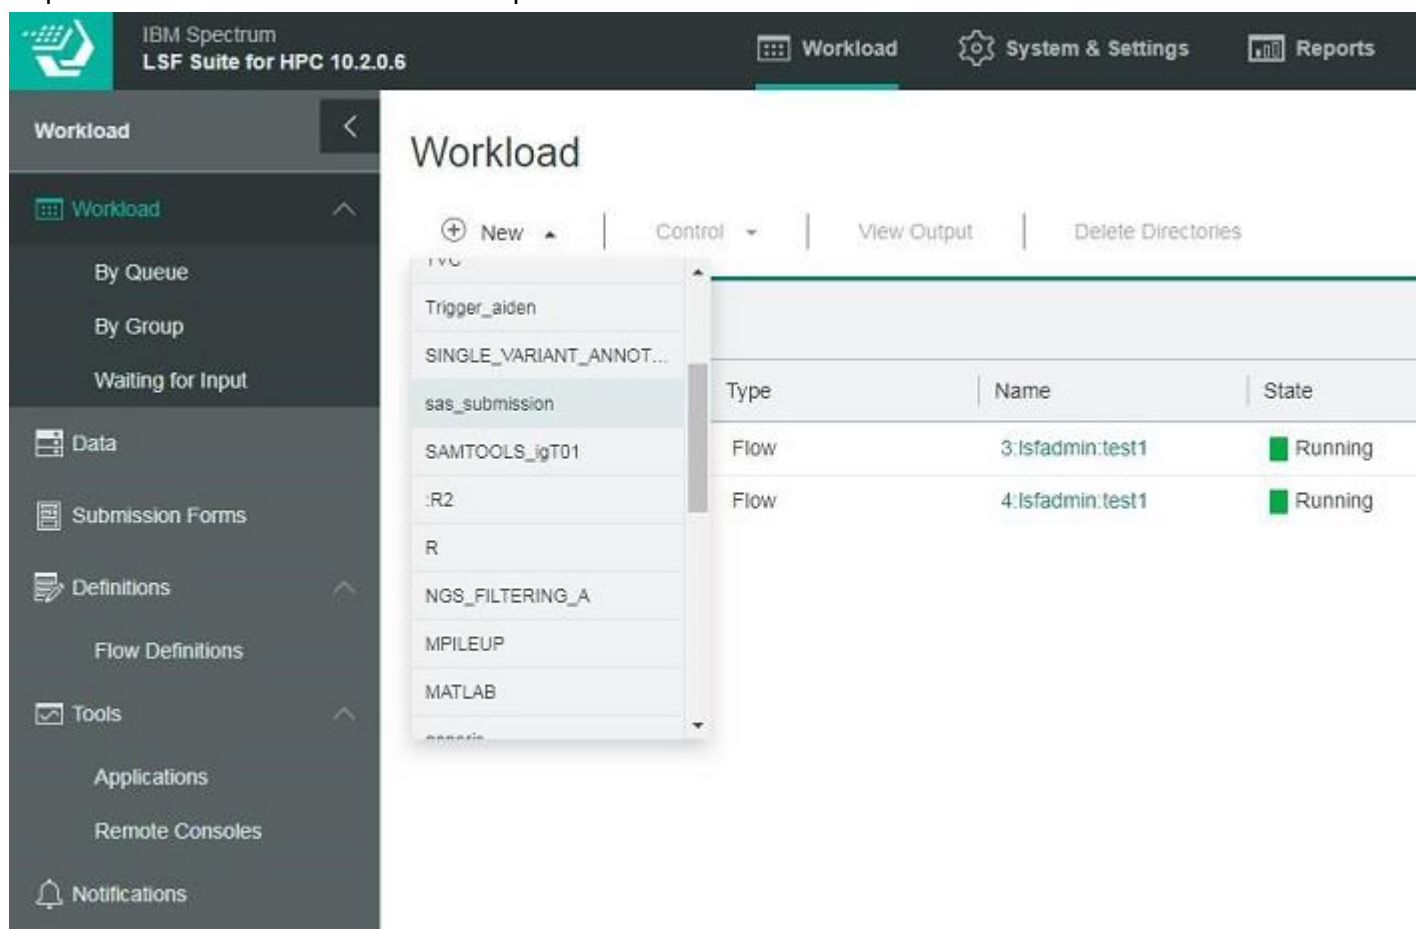 IBM Spectrum
LSF Suite for HPC 10.2.0.6
Workload
System & Settings
Reports
Workload
Workload
By Queue
By Group
Waiting for Input
Data
Submission Forms
Definitions
Flow Definitions
Tools
Applications
Remote Consoles
Notifications
Workload
New
Control
View Output
Delete Directories
Trigger_aiden
SINGLE_VARIANT_ANNOT...
sas_submission
SAMTOOLS_igT01
:R2
R
NGS_FILTERING_A
MPILEUP
MATLAB
Type Name State
Flow 3:lsfadmin:test1 Running
Flow 4:lsfadmin:test1 Running